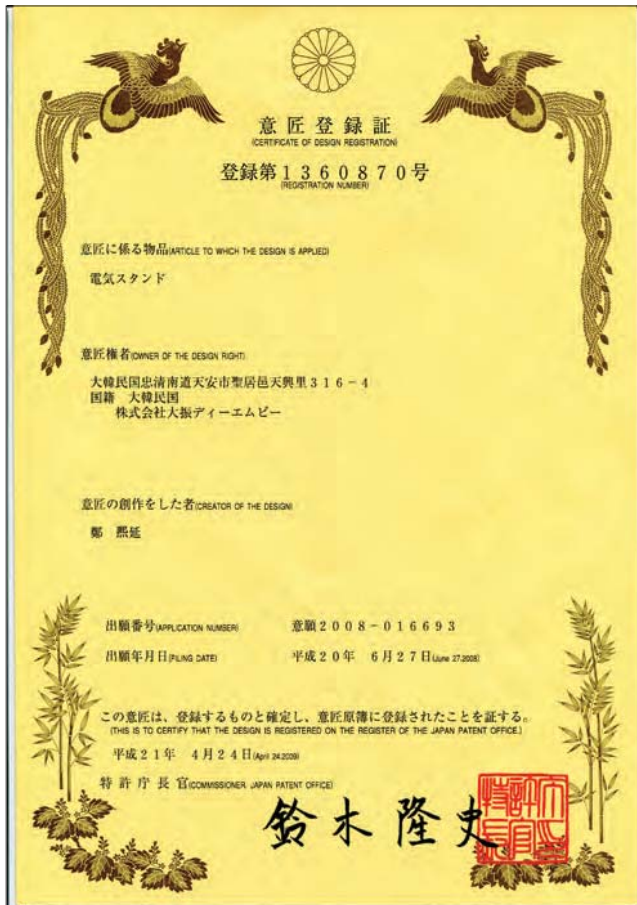 意匠登録証
(CERTIFICATE OF DESIGN REGISTRATION)
登録第1360870号
(REGISTRATION NUMBER)
意匠に係る物品(ARTICLE TO WHICH THE DESIGN IS APPLIED)
電気スタンド
意匠権者(OWNER OF THE DESIGN RIGHT)
大韓民国忠清南道天安市聖居邑天興里316-4
国籍 大韓民国
株式会社大振ディーエムビー
意匠の創作をした者(CREATOR OF THE DESIGN)
鄭 熙延
出願番号(APPLICATION NUMBER) 意願2008-016693
出願年月日(FILING DATE) 平成20年 6月27日(June 27,2008)
この意匠は、登録するものと確定し、意匠原簿に登録されたことを証する。
(THIS IS TO CERTIFY THAT THE DESIGN IS REGISTERED ON THE REGISTER OF THE JAPAN PATENT OFFICE.)
平成21年 4月24日(April 24,2009)
特許庁長官(COMMISSIONER, JAPAN PATENT OFFICE)
鈴木隆史